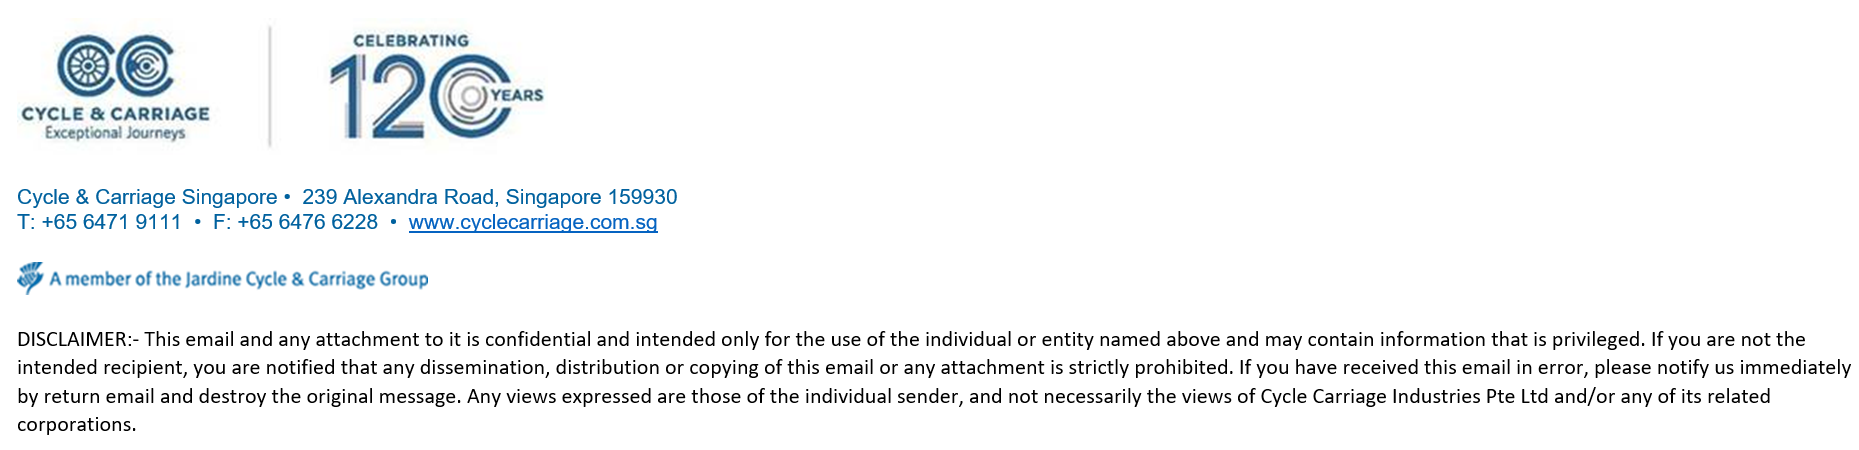 CELEBRATING
120 YEARS
CYCLE & CARRIAGE
Exceptional Journeys
Cycle & Carriage Singapore • 239 Alexandra Road, Singapore 159930
T: +65 6471 9111 • F: +65 6476 6228 • www.cyclecarriage.com.sg
A member of the Jardine Cycle & Carriage Group
DISCLAIMER:- This email and any attachment to it is confidential and intended only for the use of the individual or entity named above and may contain information that is privileged. If you are not the
intended recipient, you are notified that any dissemination, distribution or copying of this email or any attachment is strictly prohibited. If you have received this email in error, please notify us immediately
by return email and destroy the original message. Any views expressed are those of the individual sender, and not necessarily the views of Cycle Carriage Industries Pte Ltd and/or any of its related
corporations.